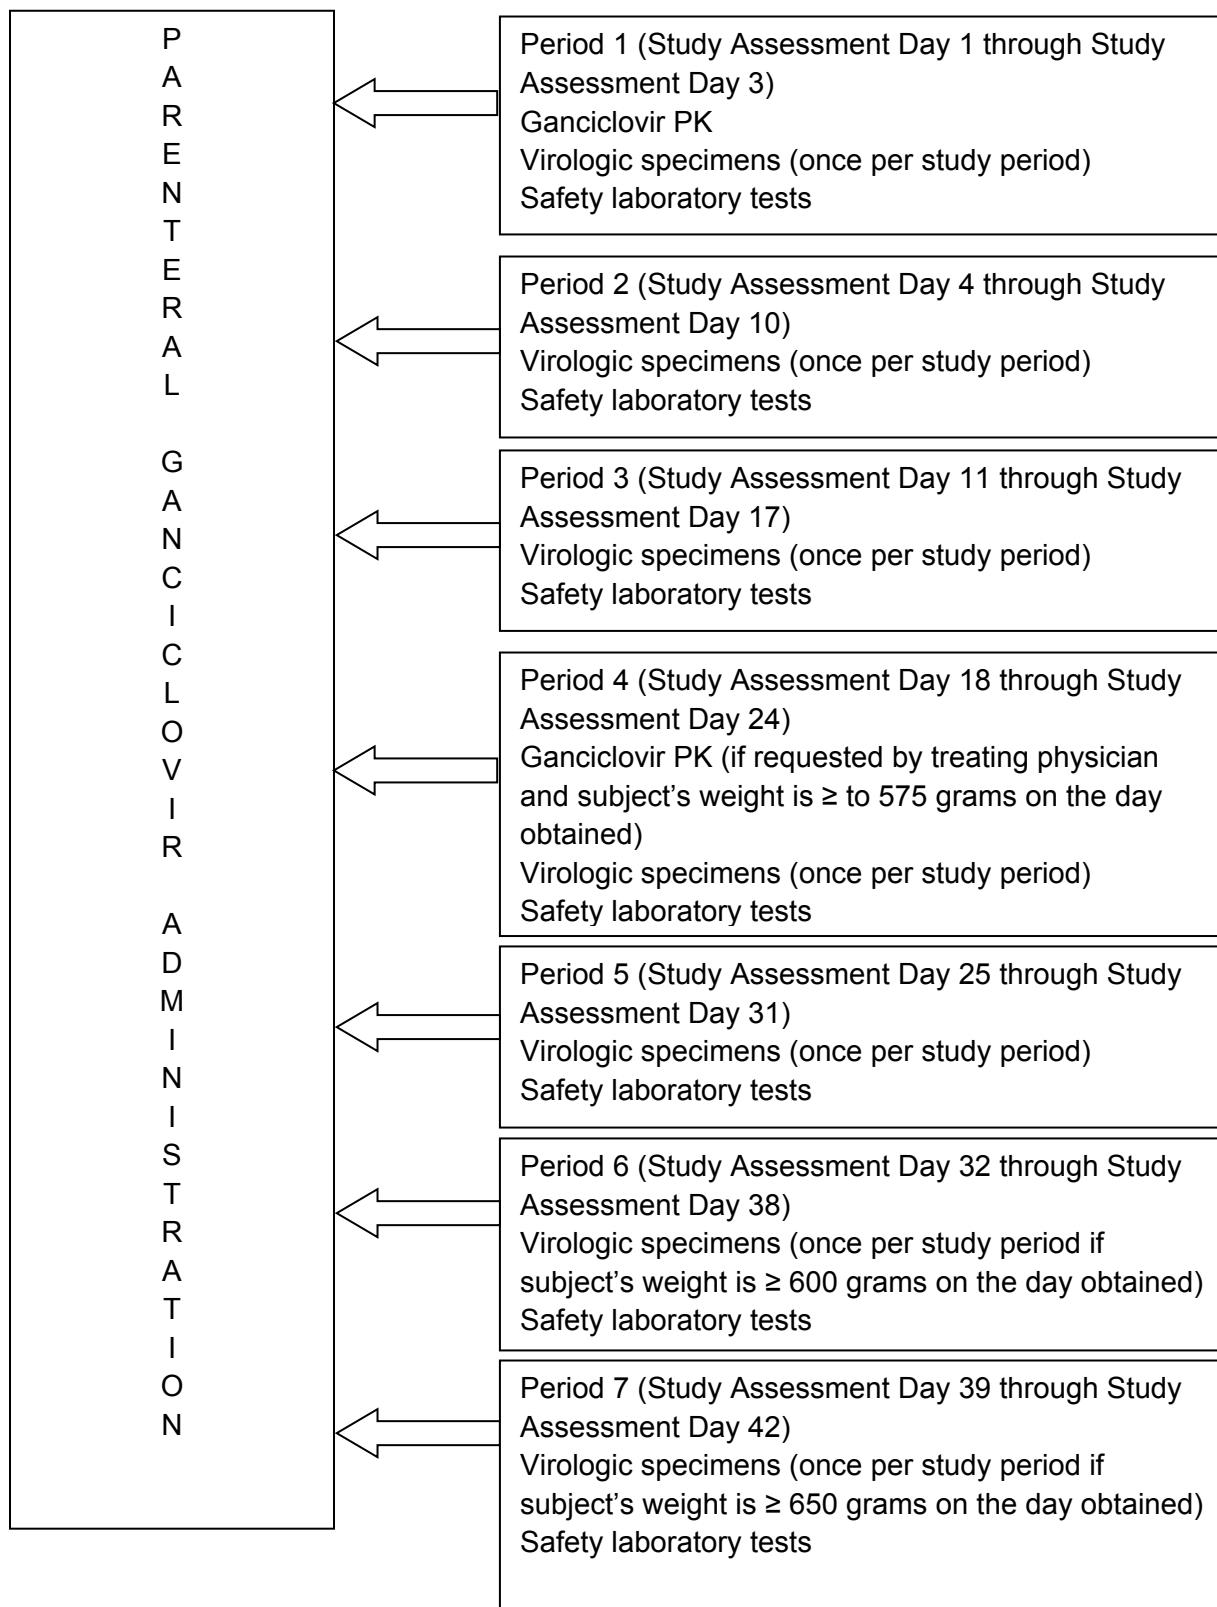 P
A
R
E
N
T
E
R
A
L
G
A
N
C
I
C
L
O
V
I
R
A
D
M
I
N
I
S
T
R
A
T
I
O
N
Period 1 (Study Assessment Day 1 through Study
Assessment Day 3)
Ganciclovir PK
Virologic specimens (once per study period)
Safety laboratory tests
Period 2 (Study Assessment Day 4 through Study
Assessment Day 10)
Virologic specimens (once per study period)
Safety laboratory tests
Period 3 (Study Assessment Day 11 through Study
Assessment Day 17)
Virologic specimens (once per study period)
Safety laboratory tests
Period 4 (Study Assessment Day 18 through Study
Assessment Day 24)
Ganciclovir PK (if requested by treating physician
and subject’s weight is ≥ to 575 grams on the day
obtained)
Virologic specimens (once per study period)
Safety laboratory tests
Period 5 (Study Assessment Day 25 through Study
Assessment Day 31)
Virologic specimens (once per study period)
Safety laboratory tests
Period 6 (Study Assessment Day 32 through Study
Assessment Day 38)
Virologic specimens (once per study period if
subject’s weight is ≥ 600 grams on the day obtained)
Safety laboratory tests
Period 7 (Study Assessment Day 39 through Study
Assessment Day 42)
Virologic specimens (once per study period if
subject’s weight is ≥ 650 grams on the day obtained)
Safety laboratory tests